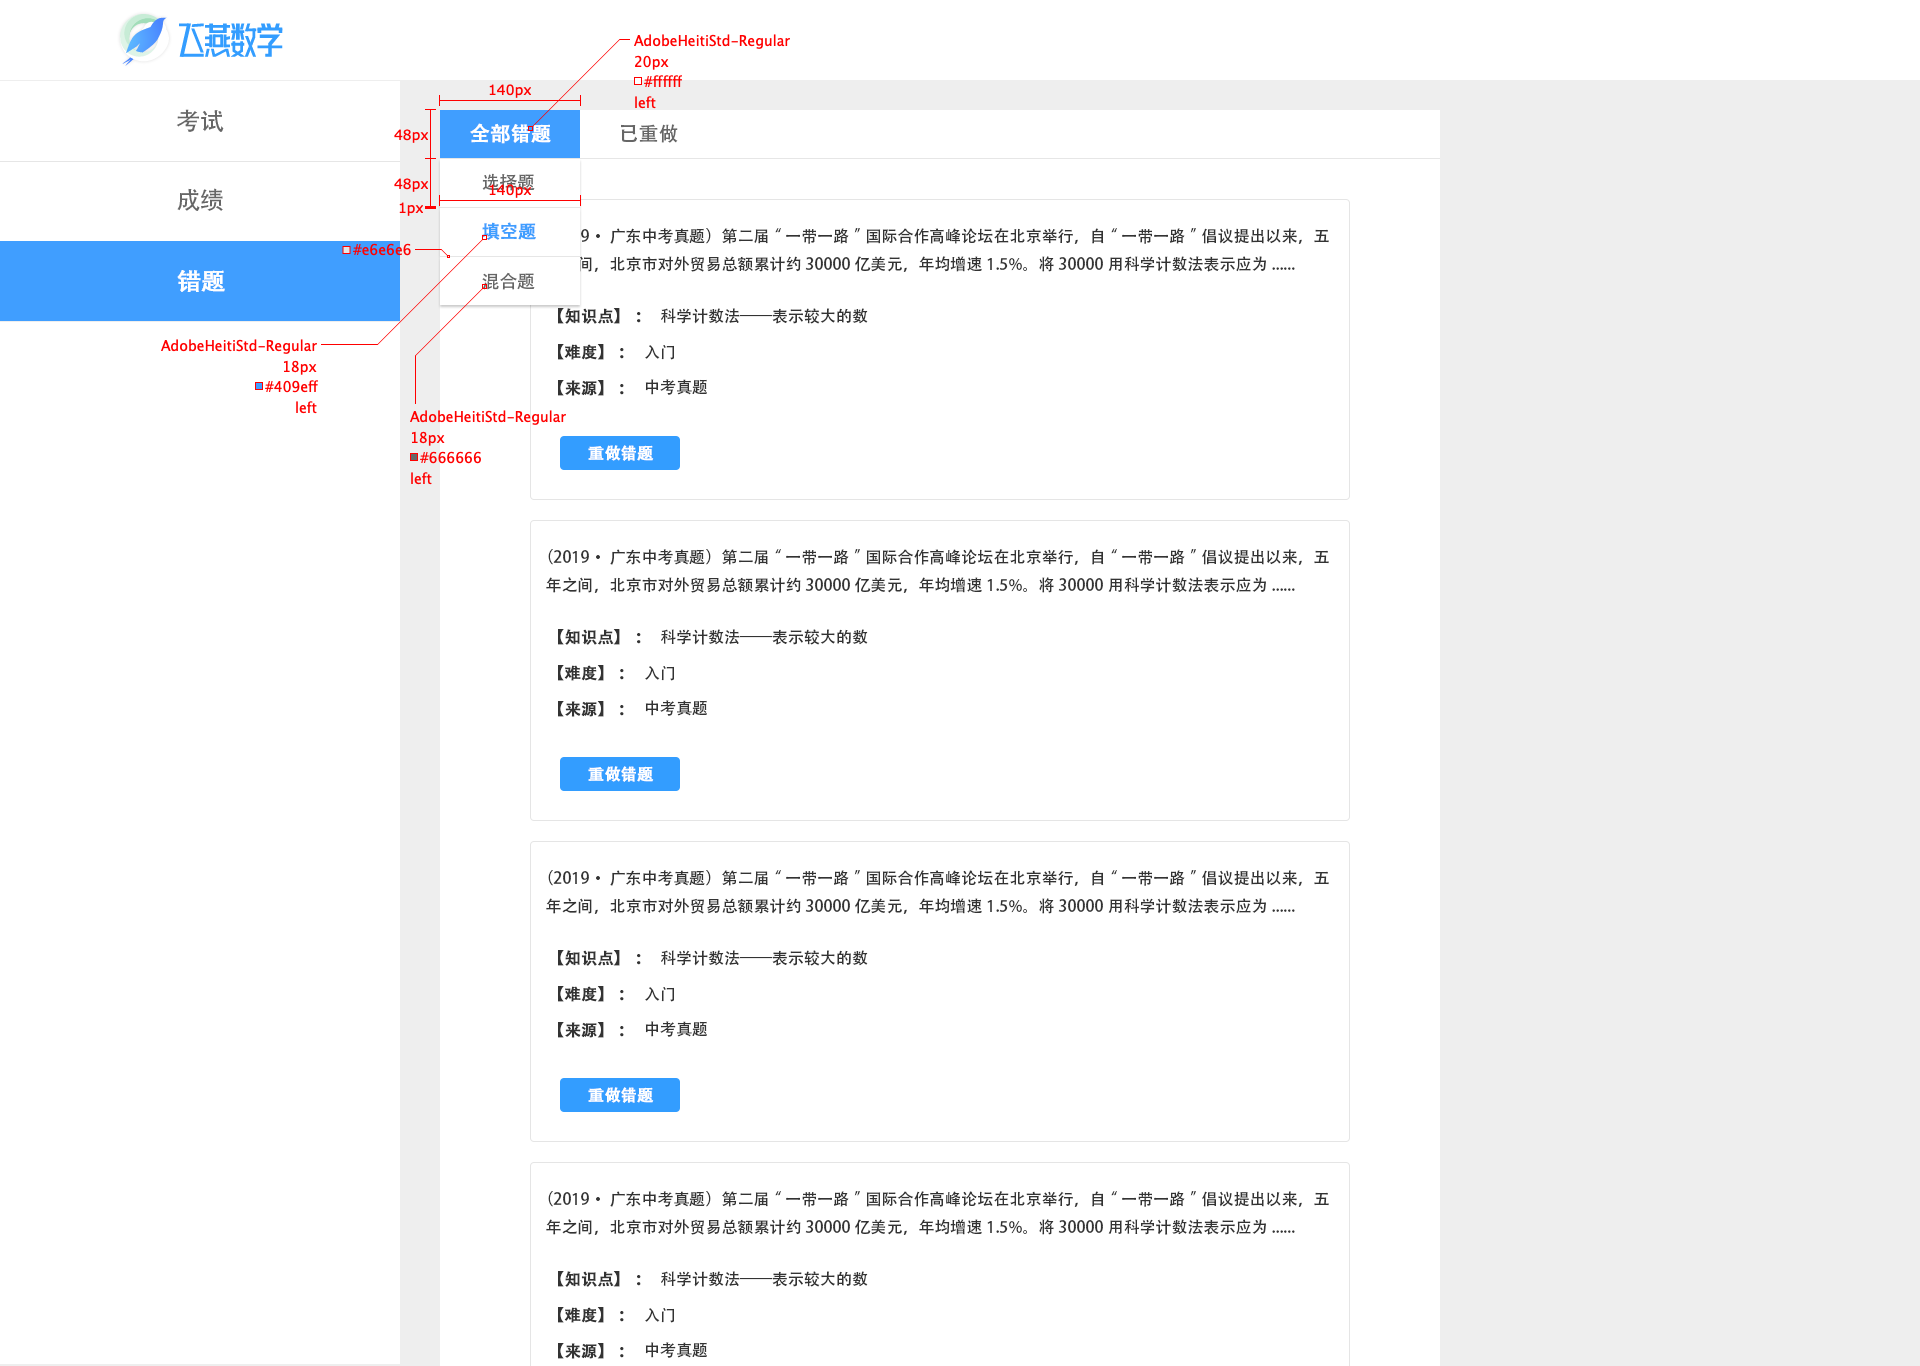 飞燕数学
AdobeHeitiStd-Regular
20px
#ffffff
left
140px
考试
48px
全部错题
已重做
48px
选择题
140px
成绩
1px
填空题
9• 广东中考真题）第二届“一带一路”国际合作高峰论坛在北京举行，自“一带一路”倡议提出以来，五
#e6e6e6
间，北京市对外贸易总额累计约 30000 亿美元，年均增速 1.5%。将 30000 用科学计数法表示应为 ......
错题
混合题
【知识点】： 科学计数法——表示较大的数
AdobeHeitiStd-Regular
18px
#409eff
left
【难度】： 入门
【来源】： 中考真题
AdobeHeitiStd-Regular
18px
#666666
left
重做错题
(2019• 广东中考真题）第二届“一带一路”国际合作高峰论坛在北京举行，自“一带一路”倡议提出以来，五
年之间，北京市对外贸易总额累计约 30000 亿美元，年均增速 1.5%。将 30000 用科学计数法表示应为 ......
【知识点】： 科学计数法——表示较大的数
【难度】： 入门
【来源】： 中考真题
重做错题
(2019• 广东中考真题）第二届“一带一路”国际合作高峰论坛在北京举行，自“一带一路”倡议提出以来，五
年之间，北京市对外贸易总额累计约 30000 亿美元，年均增速 1.5%。将 30000 用科学计数法表示应为 ......
【知识点】： 科学计数法——表示较大的数
【难度】： 入门
【来源】： 中考真题
重做错题
(2019• 广东中考真题）第二届“一带一路”国际合作高峰论坛在北京举行，自“一带一路”倡议提出以来，五
年之间，北京市对外贸易总额累计约 30000 亿美元，年均增速 1.5%。将 30000 用科学计数法表示应为 ......
【知识点】： 科学计数法——表示较大的数
【难度】： 入门
【来源】： 中考真题